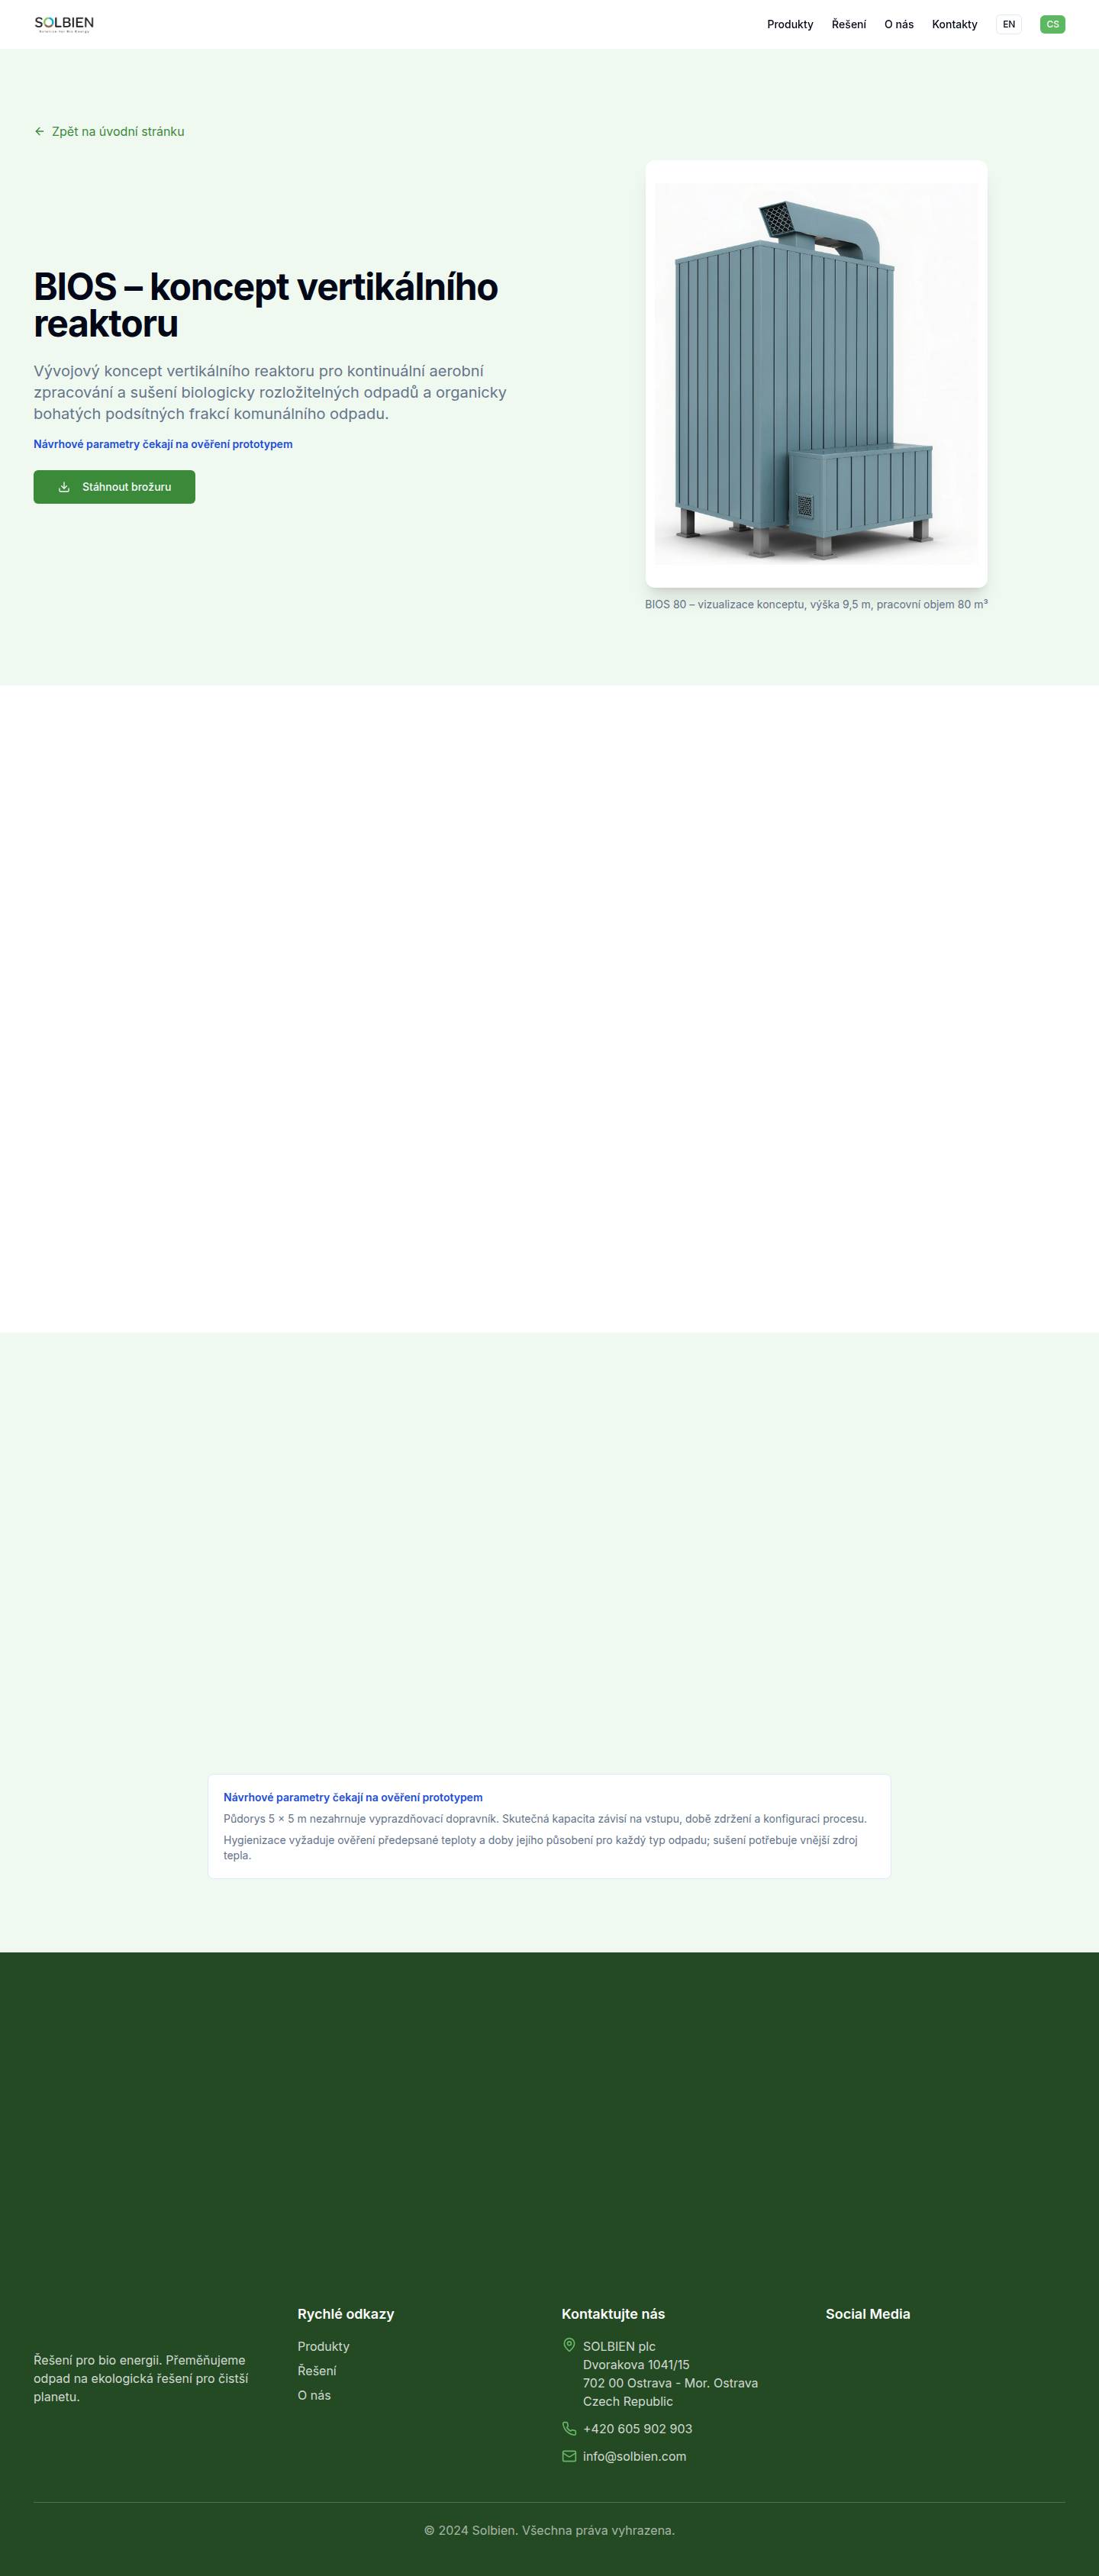 SOLBIEN
Science for Bio Energy
Produkty
Řešení
O nás
Kontakty
EN
CS
Zpět na úvodní stránku
BIOS – koncept vertikálního
reaktoru
Vývojový koncept vertikálního reaktoru pro kontinuální aerobní
zpracování a sušení biologicky rozložitelných odpadů a organicky
bohatých podsítných frakcí komunálního odpadu.
Návrhové parametry čekají na ověření prototypem
Stáhnout brožuru
BIOS 80 – vizualizace konceptu, výška 9,5 m, pracovní objem 80 m³
Návrhové parametry čekají na ověření prototypem
Půdorys 5 × 5 m nezahrnuje vyprazdňovací dopravník. Skutečná kapacita závisí na vstupu, době zdržení a konfiguraci procesu.
Hygienizace vyžaduje ověření předepsané teploty a doby jejího působení pro každý typ odpadu; sušení potřebuje vnější zdroj
tepla.
Řešení pro bio energii. Přeměňujeme
odpad na ekologická řešení pro čistší
planetu.
Rychlé odkazy
Produkty
Řešení
O nás
Kontaktujte nás
SOLBIEN plc
Dvorakova 1041/15
702 00 Ostrava - Mor. Ostrava
Czech Republic
+420 605 902 903
info@solbien.com
Social Media
© 2024 Solbien. Všechna práva vyhrazena.